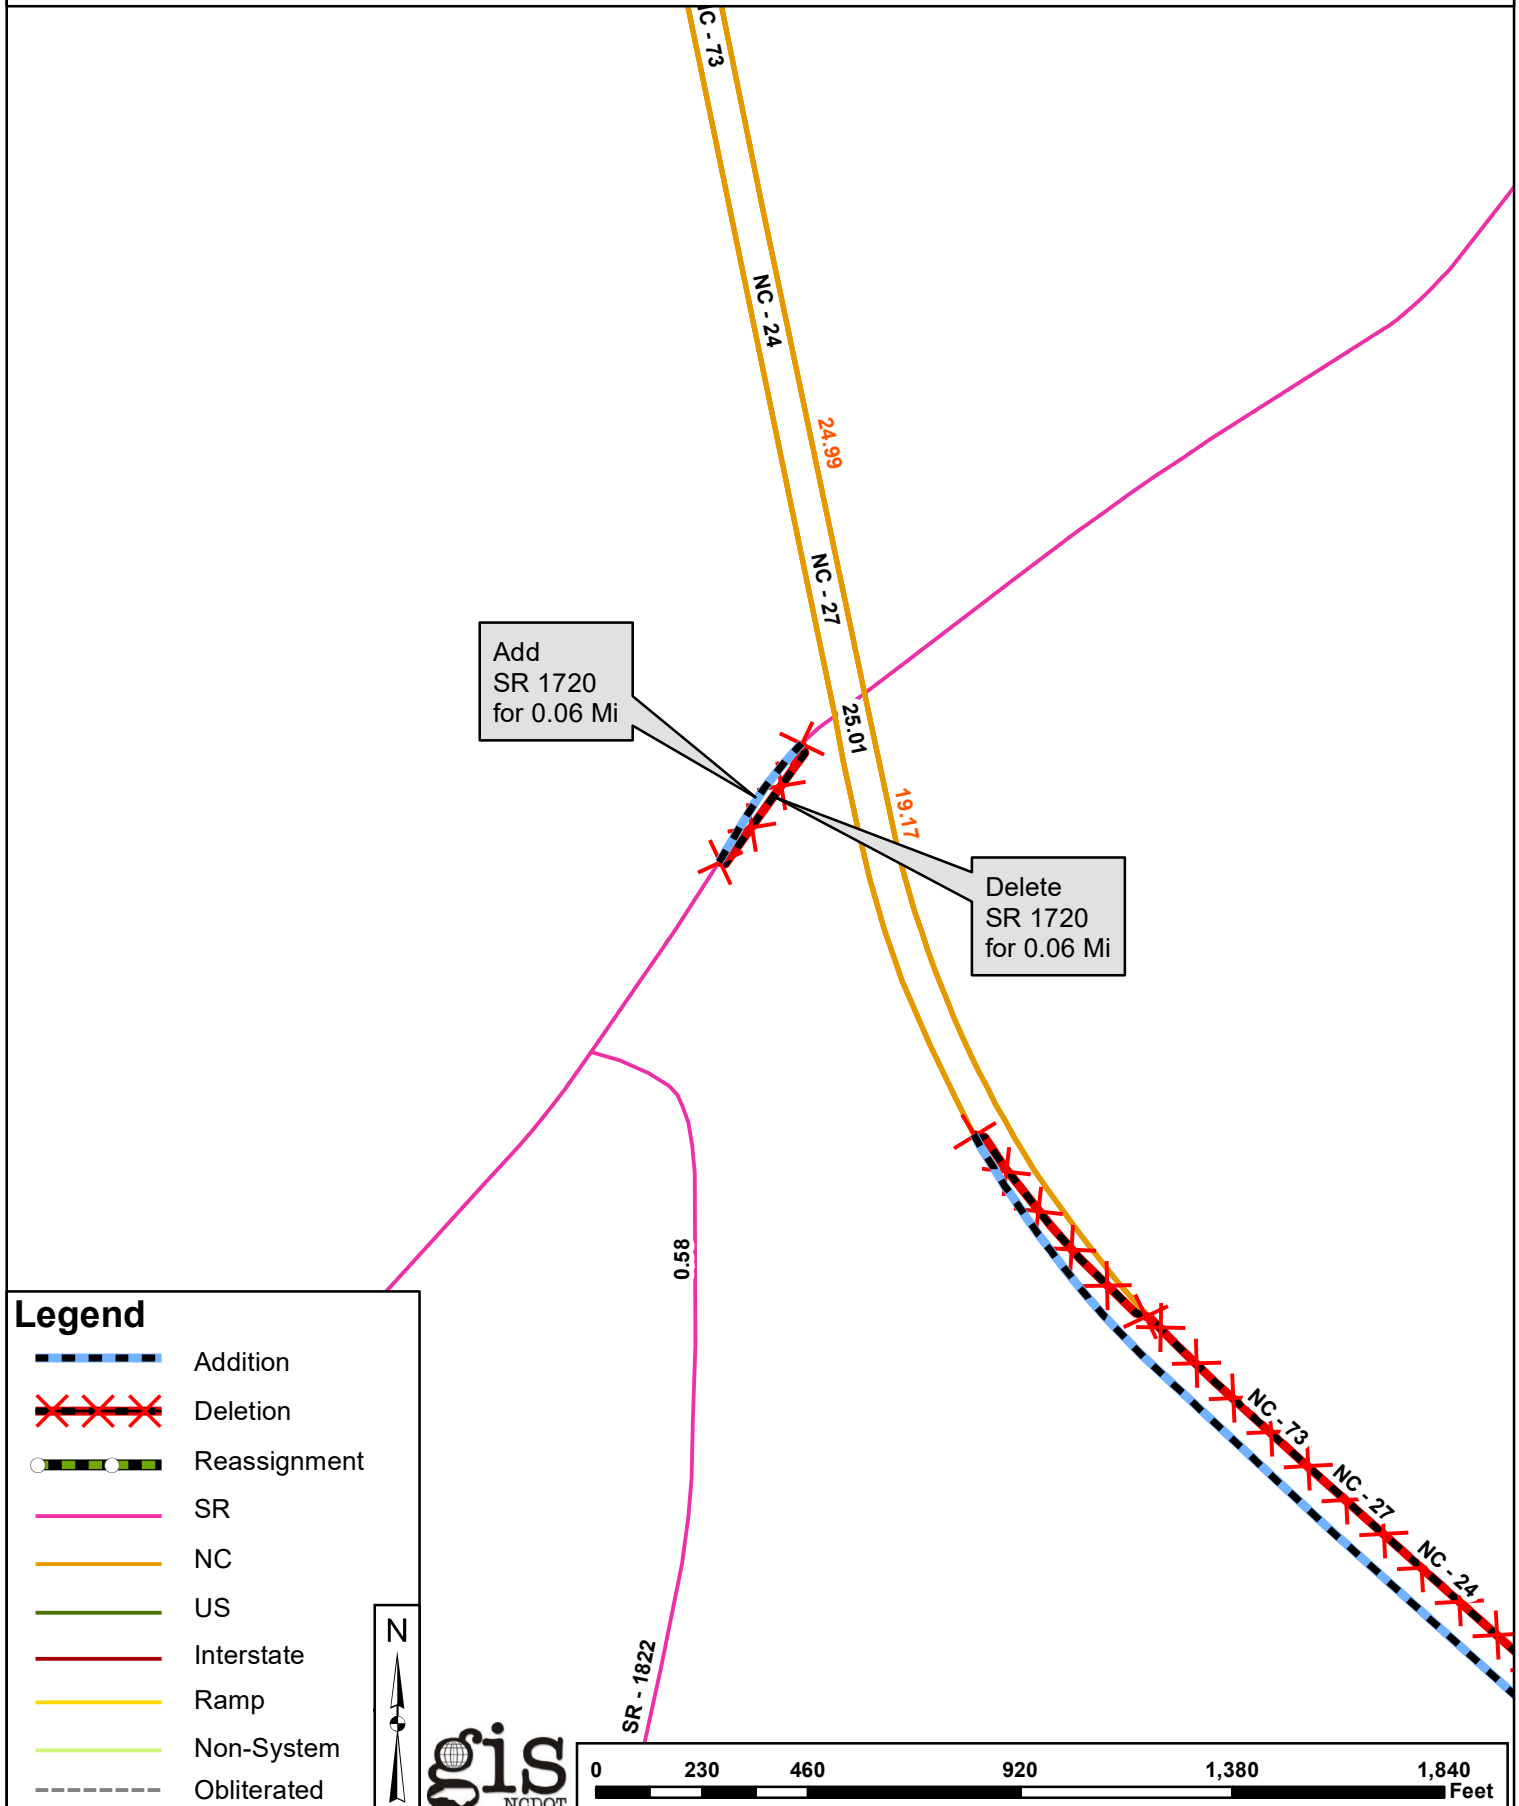 C - 73
NC - 24
24.99
NC - 27
Add
SR 1720
for 0.06 Mi
25.01
19.17
Delete
SR 1720
for 0.06 Mi
0.58
NC - 73
NC - 27
NC - 24
SR - 1822
Legend
Addition
Deletion
Reassignment
SR
NC
US
Interstate
Ramp
Non-System
Obliterated
N
gis
NCDOT
0 230 460 920 1,380 1,840
Feet